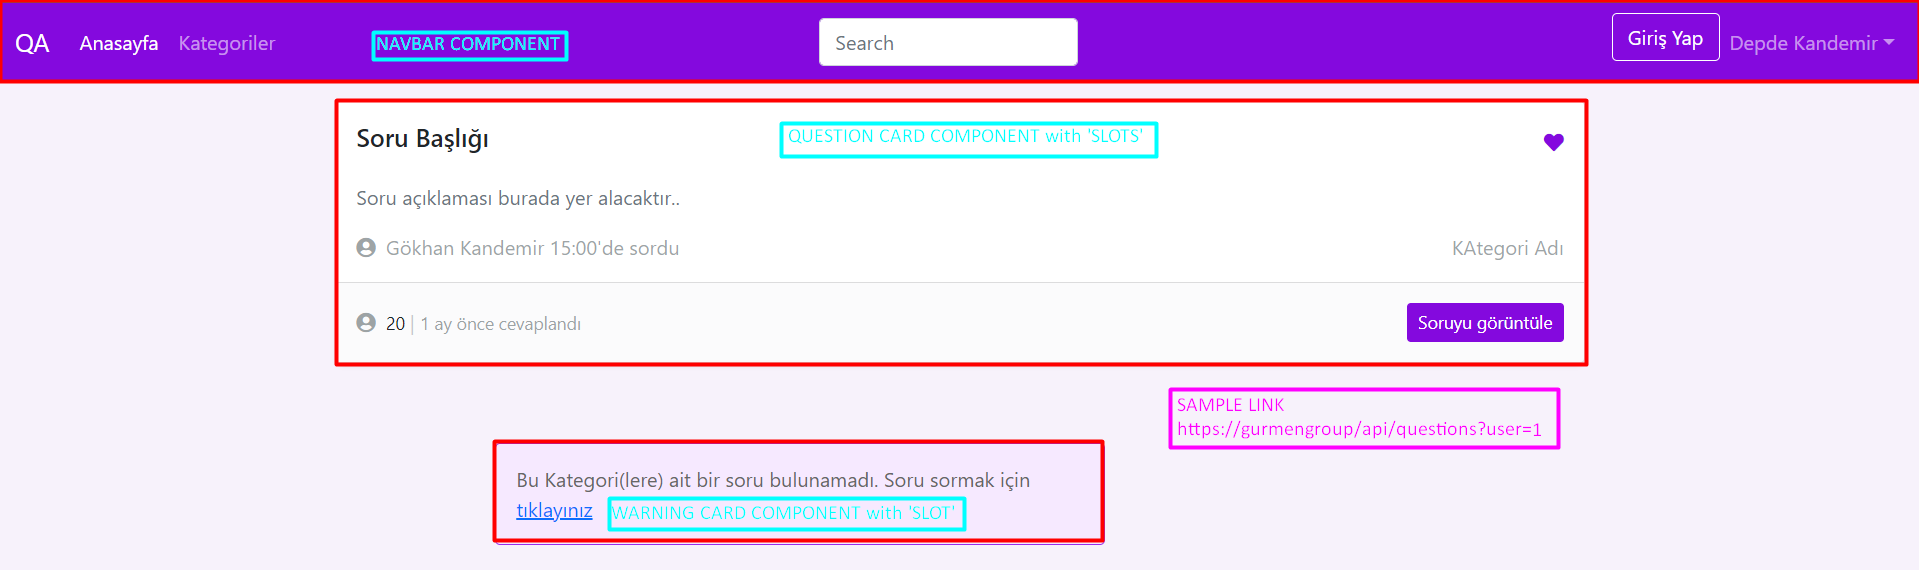 QA Anasayfa Kategoriler NAVBAR COMPONENT Search Giriş Yap Depde Kandemir
Soru Başlığı QUESTION CARD COMPONENT with 'SLOTS'
Soru açıklaması burada yer alacaktır..
Gökhan Kandemir 15:00'de sordu KAtegori Adı
20 | 1 ay önce cevaplandı Soruyu görüntüle
SAMPLE LINK
https://gurmengroup/api/questions?user=1
Bu Kategori(lere) ait bir soru bulunamadı. Soru sormak için
tıklayınız WARNING CARD COMPONENT with 'SLOT'